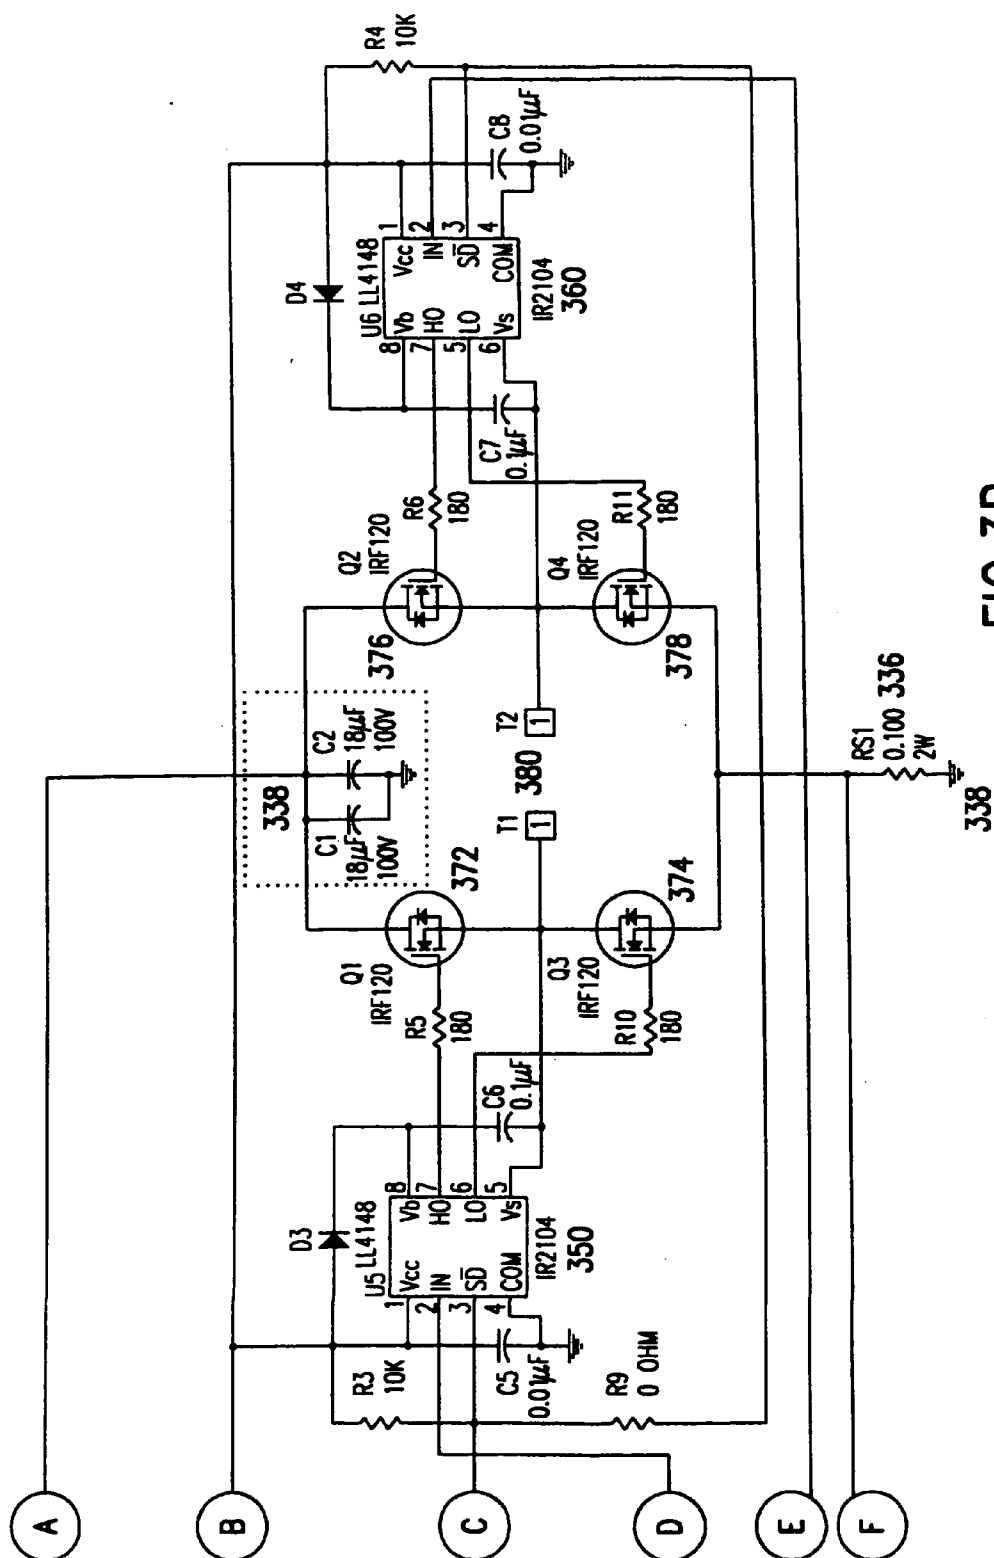 A
B
C
D
E
F
R3
10K
C5
0.01µF
R9
0 OHM
D3
LL4148
U5
1
2
3
4
Vcc
IN
SD
COM
Vb
HO
LO
Vs
8
7
6
5
IR2104
350
C6
0.1µF
R5
180
R10
180
Q1
IRF120
372
Q3
IRF120
374
338
C1
18µF
100V
C2
18µF
100V
T1
1
380
T2
1
RS1
0.100
2W
336
338
376
Q2
IRF120
378
Q4
IRF120
R6
180
R11
180
C7
0.1µF
D4
LL4148
U6
8
7
5
6
Vb
HO
LO
Vs
Vcc
IN
SD
COM
1
2
3
4
IR2104
360
C8
0.01µF
R4
10K